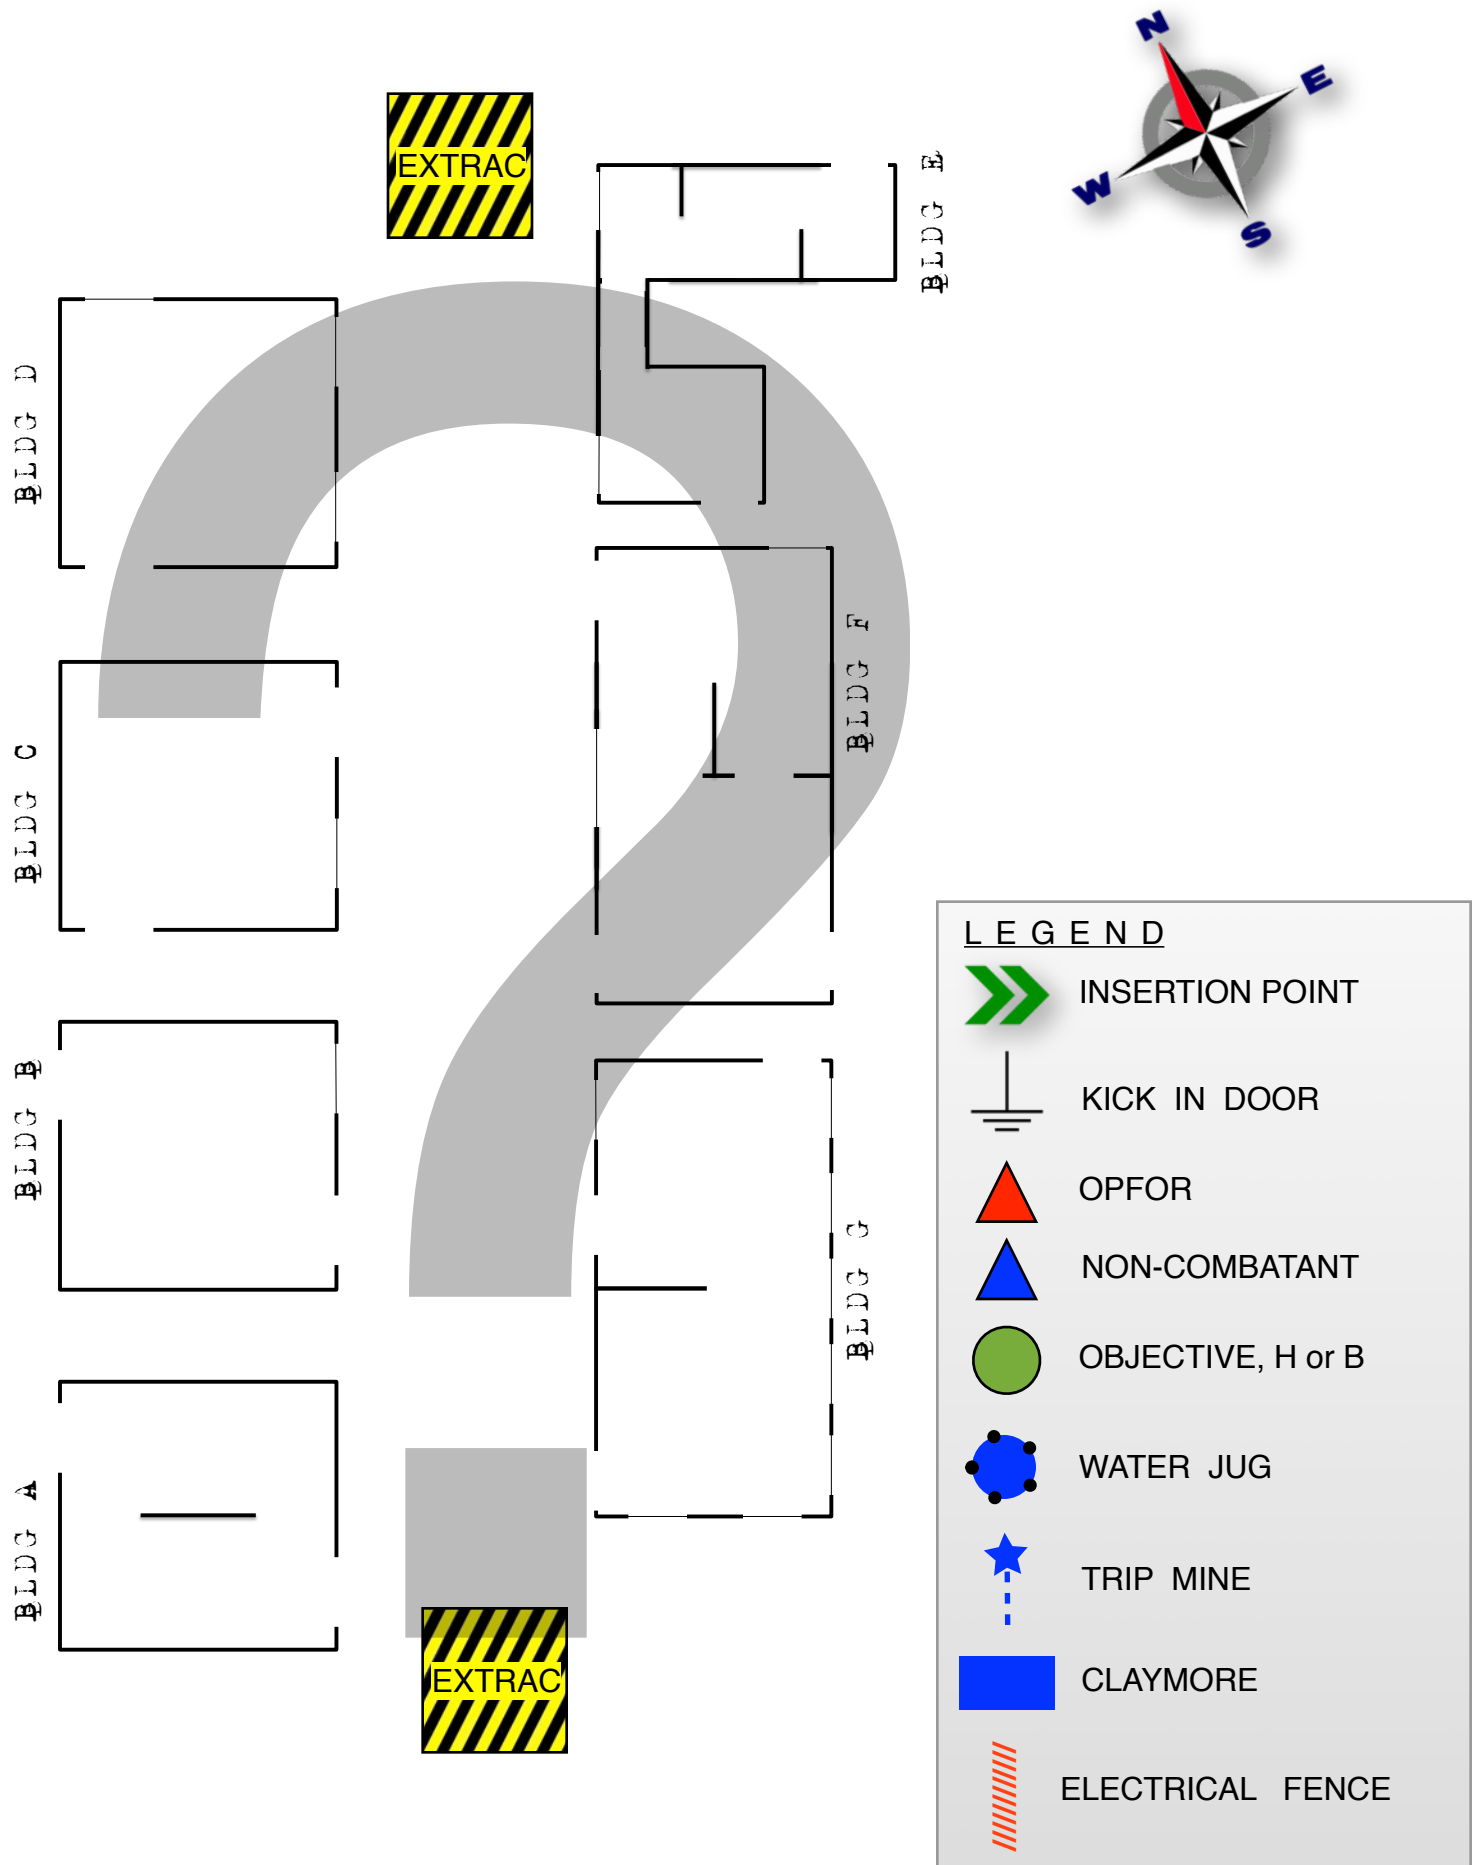 N
E
W
S
EXTRAC
BLDG E
BLDG D
BLDG F
BLDG C
BLDG B
BLDG G
BLDG A
EXTRAC
LEGEND
INSERTION POINT
KICK IN DOOR
OPFOR
NON-COMBATANT
OBJECTIVE, H or B
WATER JUG
TRIP MINE
CLAYMORE
ELECTRICAL FENCE